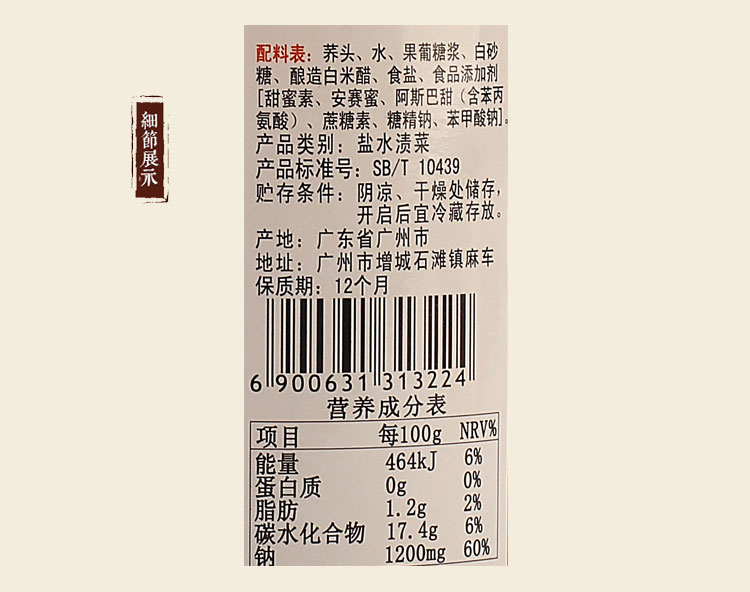 細節展示
配料表：荞头、水、果葡糖浆、白砂
糖、酿造白米醋、食盐、食品添加剂
[甜蜜素、安赛蜜、阿斯巴甜（含苯丙
氨酸）、蔗糖素、糖精钠、苯甲酸钠]。
产品类别：盐水渍菜
产品标准号：SB/T 10439
贮存条件：阴凉、干燥处储存，
开启后宜冷藏存放。
产地：广东省广州市
地址：广州市增城石滩镇麻车
保质期：12个月
6 900631 313224
营养成分表
项目 每100g NRV%
能量 464kJ 6%
蛋白质 0g 0%
脂肪 1.2g 2%
碳水化合物 17.4g 6%
钠 1200mg 60%